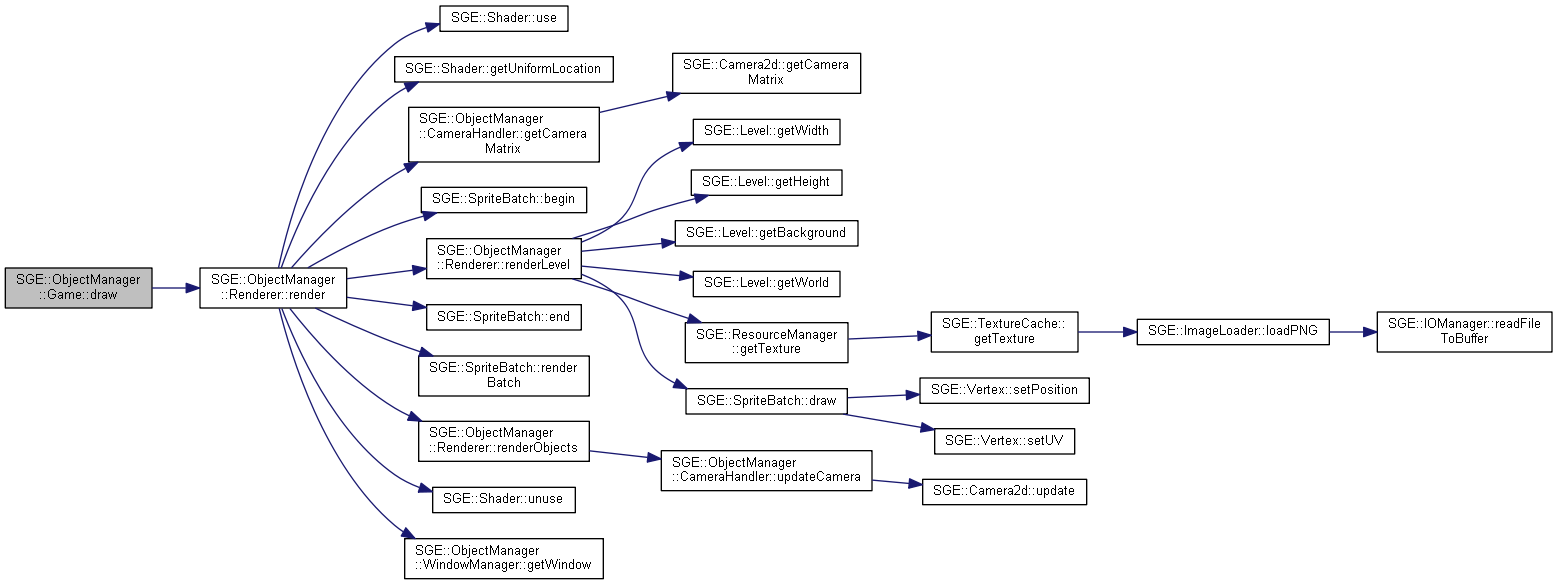 SGE::ObjectManager
::Game::draw
SGE::ObjectManager
::Renderer::render
SGE::Shader::use
SGE::Shader::getUniformLocation
SGE::ObjectManager
::CameraHandler::getCamera
Matrix
SGE::SpriteBatch::begin
SGE::ObjectManager
::Renderer::renderLevel
SGE::SpriteBatch::end
SGE::SpriteBatch::render
Batch
SGE::ObjectManager
::Renderer::renderObjects
SGE::Shader::unuse
SGE::ObjectManager
::WindowManager::getWindow
SGE::Camera2d::getCamera
Matrix
SGE::Level::getWidth
SGE::Level::getHeight
SGE::Level::getBackground
SGE::Level::getWorld
SGE::ResourceManager
::getTexture
SGE::SpriteBatch::draw
SGE::ObjectManager
::CameraHandler::updateCamera
SGE::TextureCache::
getTexture
SGE::Vertex::setPosition
SGE::Vertex::setUV
SGE::Camera2d::update
SGE::ImageLoader::loadPNG
SGE::IOManager::readFile
ToBuffer